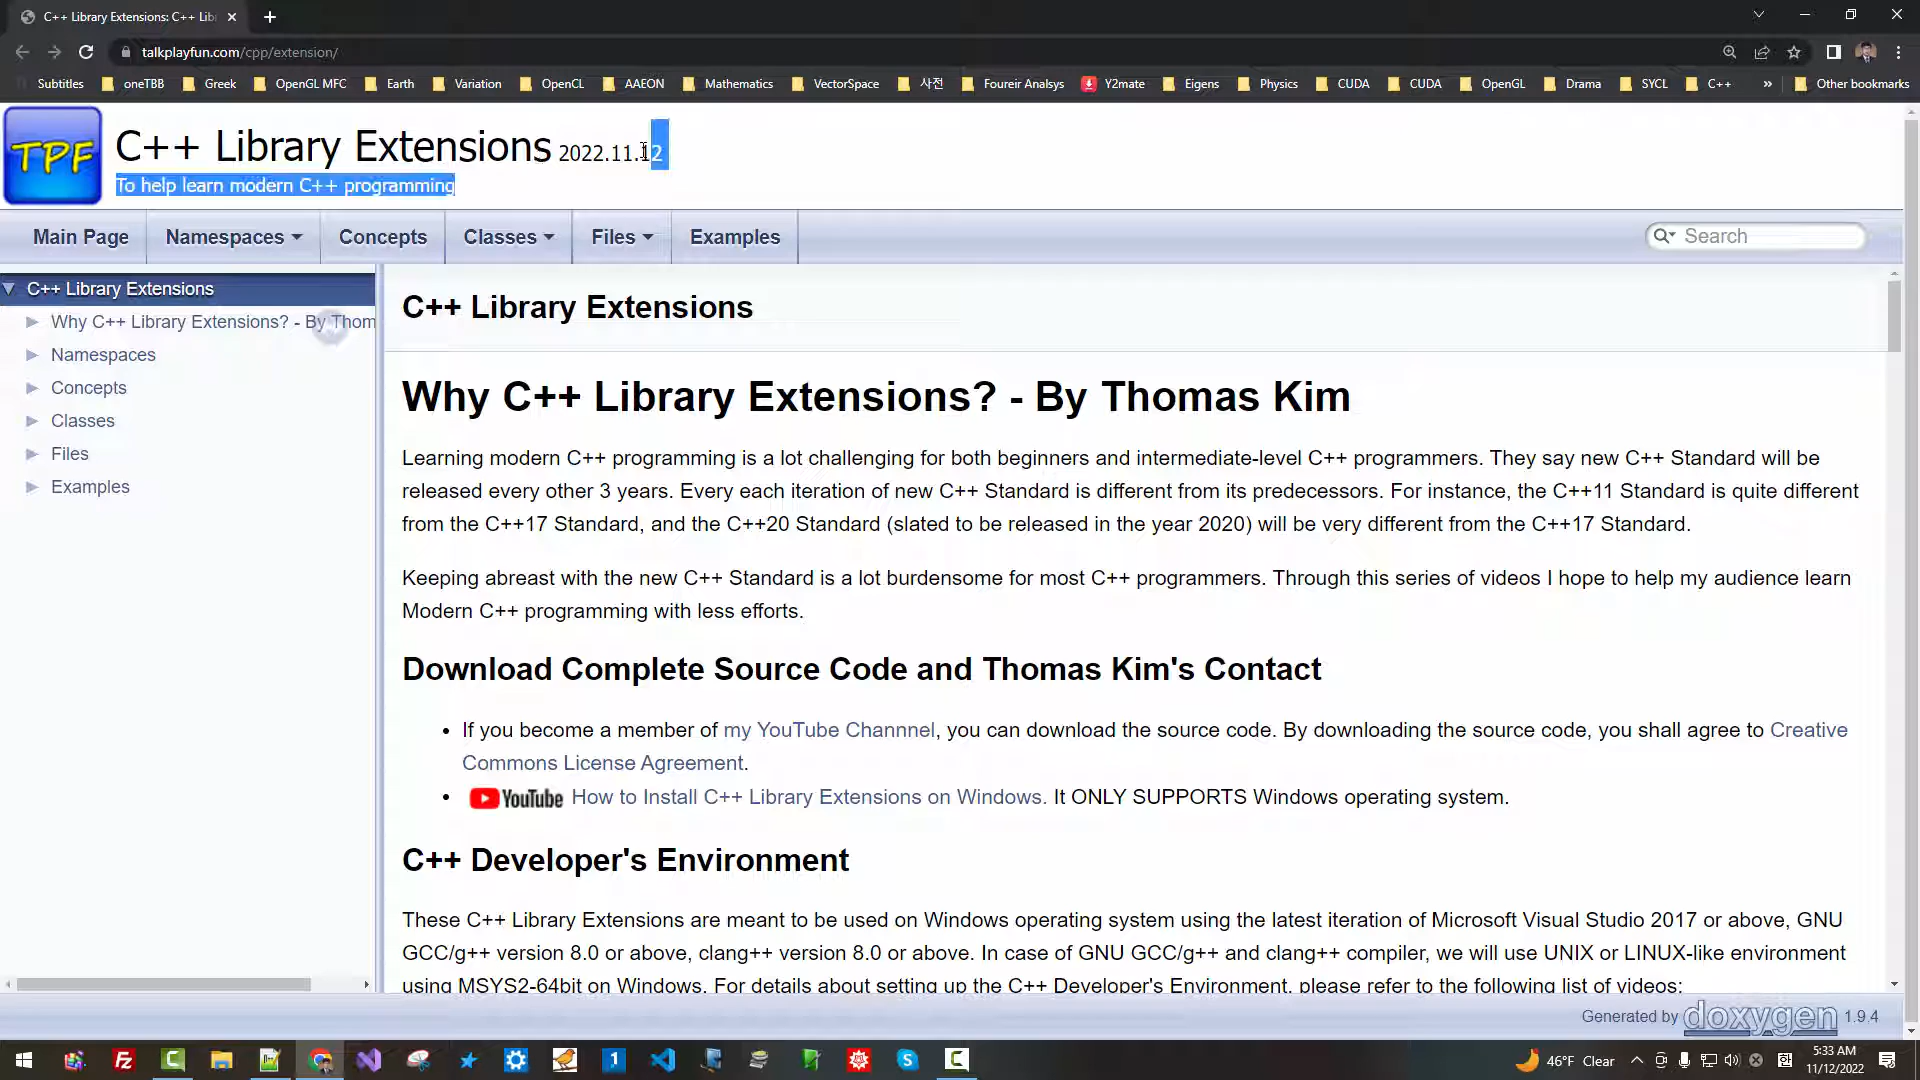 C++ Library Extensions: C++ Lib
talkplayfun.com/cpp/extension/
Subtitles oneTBB Greek OpenGL MFC Earth Variation OpenCL AAEON Mathematics VectorSpace 사전 Foureir Analsys Y2mate Eigens Physics CUDA CUDA OpenGL Drama SYCL C++ » Other bookmarks
TPF
C++ Library Extensions 2022.11.12
To help learn modern C++ programming
Main Page Namespaces Concepts Classes Files Examples Search
C++ Library Extensions
Why C++ Library Extensions? - By Thom
Namespaces
Concepts
Classes
Files
Examples
C++ Library Extensions
Why C++ Library Extensions? - By Thomas Kim
Learning modern C++ programming is a lot challenging for both beginners and intermediate-level C++ programmers. They say new C++ Standard will be
released every other 3 years. Every each iteration of new C++ Standard is different from its predecessors. For instance, the C++11 Standard is quite different
from the C++17 Standard, and the C++20 Standard (slated to be released in the year 2020) will be very different from the C++17 Standard.
Keeping abreast with the new C++ Standard is a lot burdensome for most C++ programmers. Through this series of videos I hope to help my audience learn
Modern C++ programming with less efforts.
Download Complete Source Code and Thomas Kim's Contact
• If you become a member of my YouTube Channnel, you can download the source code. By downloading the source code, you shall agree to Creative
Commons License Agreement.
• YouTube How to Install C++ Library Extensions on Windows. It ONLY SUPPORTS Windows operating system.
C++ Developer's Environment
These C++ Library Extensions are meant to be used on Windows operating system using the latest iteration of Microsoft Visual Studio 2017 or above, GNU
GCC/g++ version 8.0 or above, clang++ version 8.0 or above. In case of GNU GCC/g++ and clang++ compiler, we will use UNIX or LINUX-like environment
using MSYS2-64bit on Windows. For details about setting up the C++ Developer's Environment, please refer to the following list of videos:
Generated by doxygen 1.9.4
46°F Clear
5:33 AM
11/12/2022